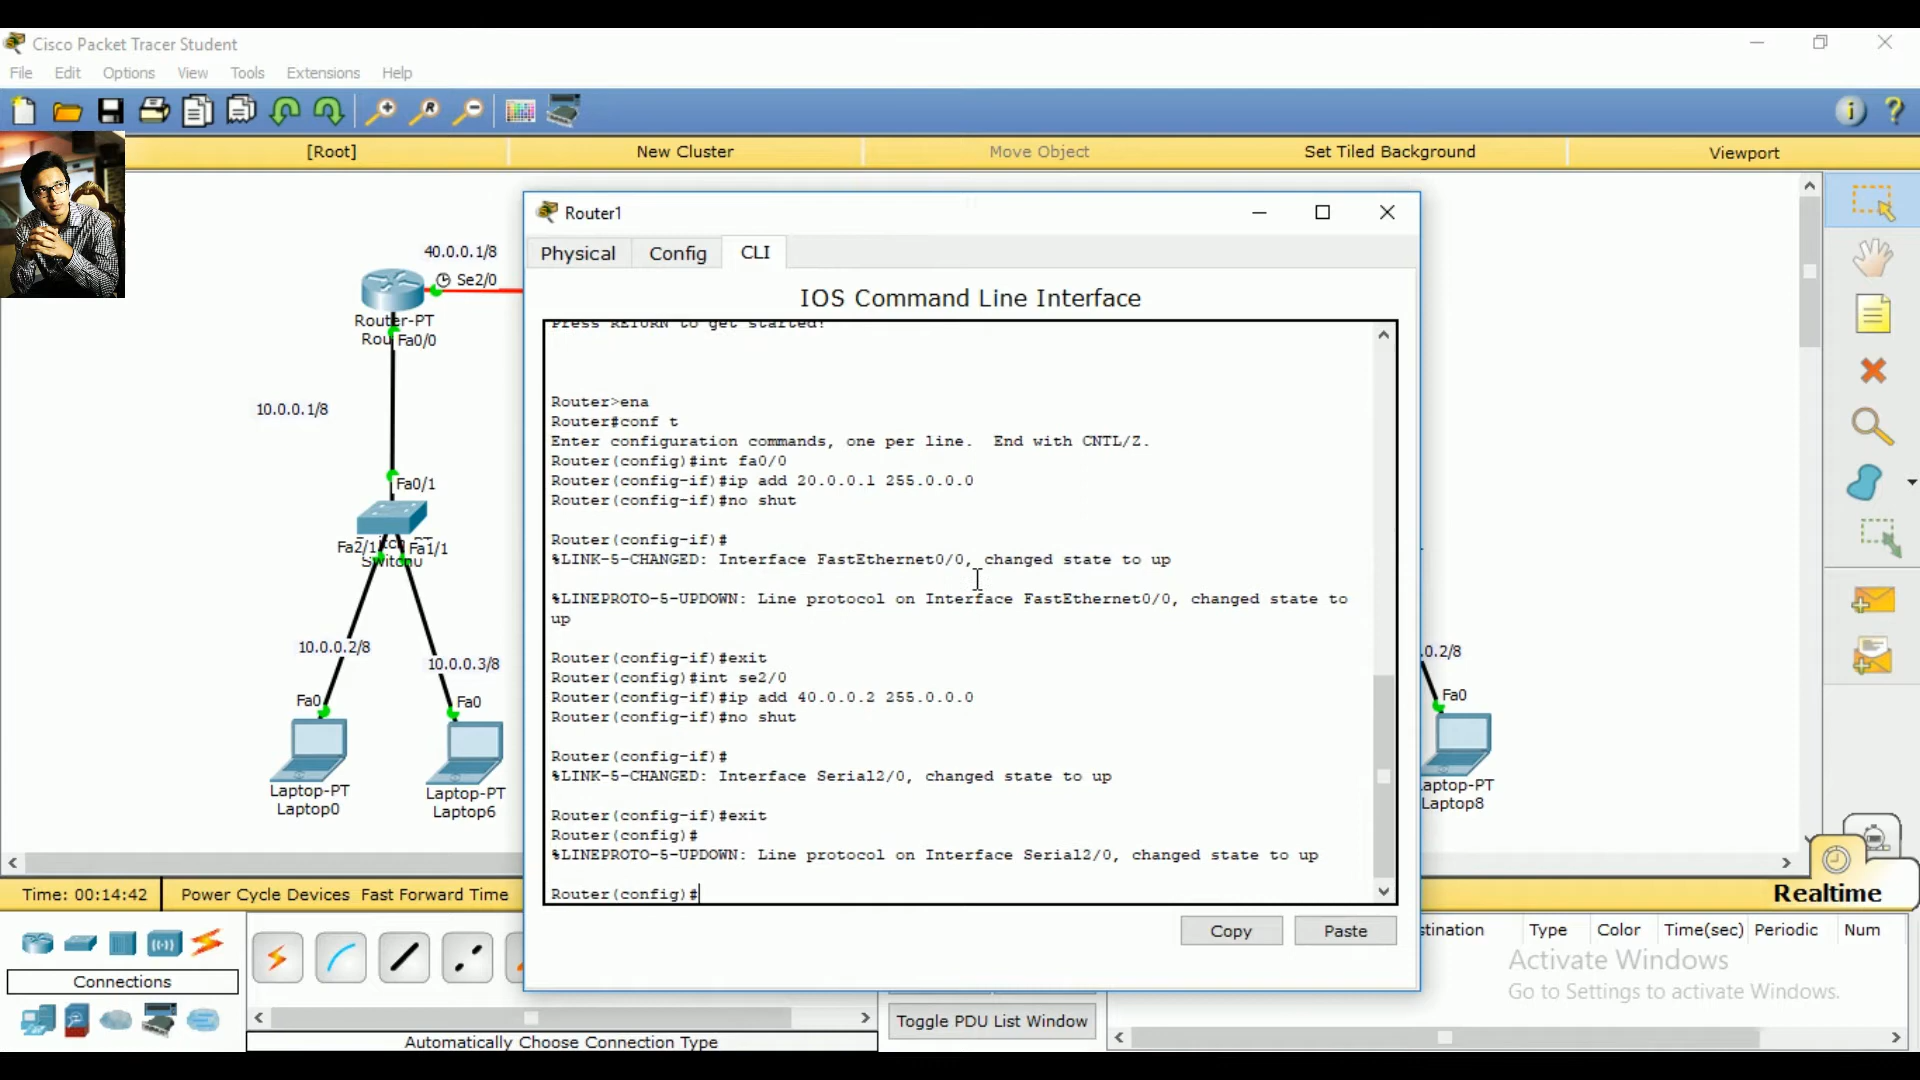 Cisco Packet Tracer Student
File Edit Options View Tools Extensions Help
[Root] New Cluster Move Object Set Tiled Background Viewport
Router1
Physical Config CLI
IOS Command Line Interface
Press RETURN to get started!
Router>ena
Router#conf t
Enter configuration commands, one per line.  End with CNTL/Z.
Router(config)#int fa0/0
Router(config-if)#ip add 20.0.0.1 255.0.0.0
Router(config-if)#no shut
Router(config-if)#
%LINK-5-CHANGED: Interface FastEthernet0/0, changed state to up
%LINEPROTO-5-UPDOWN: Line protocol on Interface FastEthernet0/0, changed state to
up
Router(config-if)#exit
Router(config)#int se2/0
Router(config-if)#ip add 40.0.0.2 255.0.0.0
Router(config-if)#no shut
Router(config-if)#
%LINK-5-CHANGED: Interface Serial2/0, changed state to up
Router(config-if)#exit
Router(config)#
%LINEPROTO-5-UPDOWN: Line protocol on Interface Serial2/0, changed state to up
Router(config)#
Copy Paste
40.0.0.1/8
Se2/0
Router-PT
Rou Fa0/0
10.0.0.1/8
Fa0/1
Fa2/1 Fa1/1
10.0.0.2/8
10.0.0.3/8
Fa0 Fa0
Laptop-PT
Laptop0
Laptop-PT
Laptop6
.0.2/8
Fa0
aptop-PT
Laptop8
Time: 00:14:42 Power Cycle Devices Fast Forward Time
Realtime
Connections
Automatically Choose Connection Type
Toggle PDU List Window
stination Type Color Time(sec) Periodic Num
Activate Windows
Go to Settings to activate Windows.